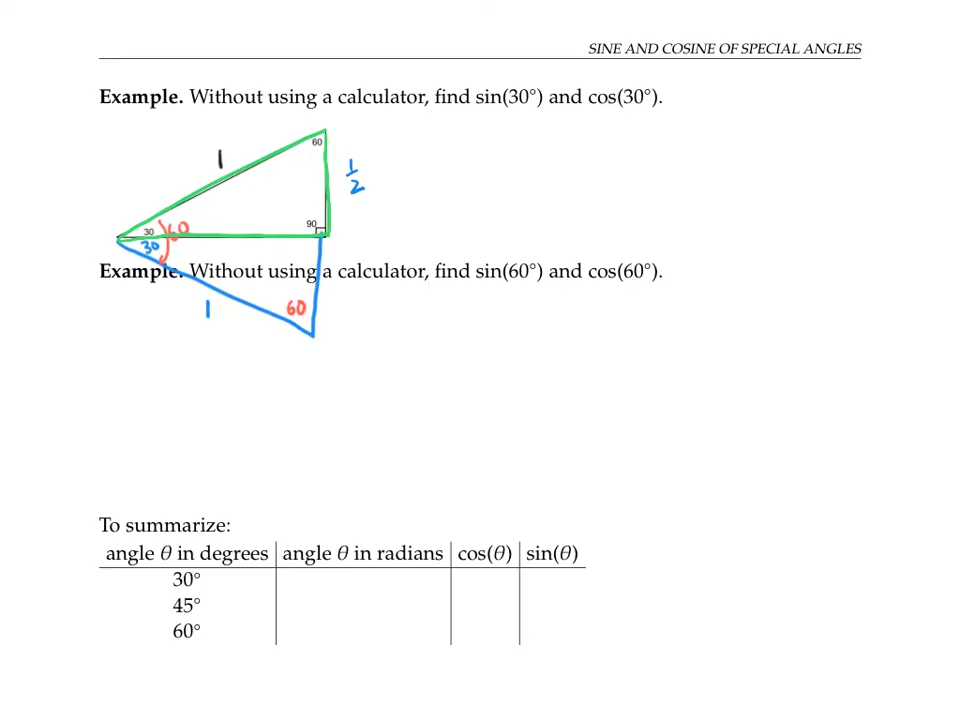 SINE AND COSINE OF SPECIAL ANGLES
Example. Without using a calculator, find sin(30°) and cos(30°).
60
1
1/2
90
30
60
30
Example. Without using a calculator, find sin(60°) and cos(60°).
1
60
To summarize:
angle θ in degrees angle θ in radians cos(θ) sin(θ)
30°
45°
60°